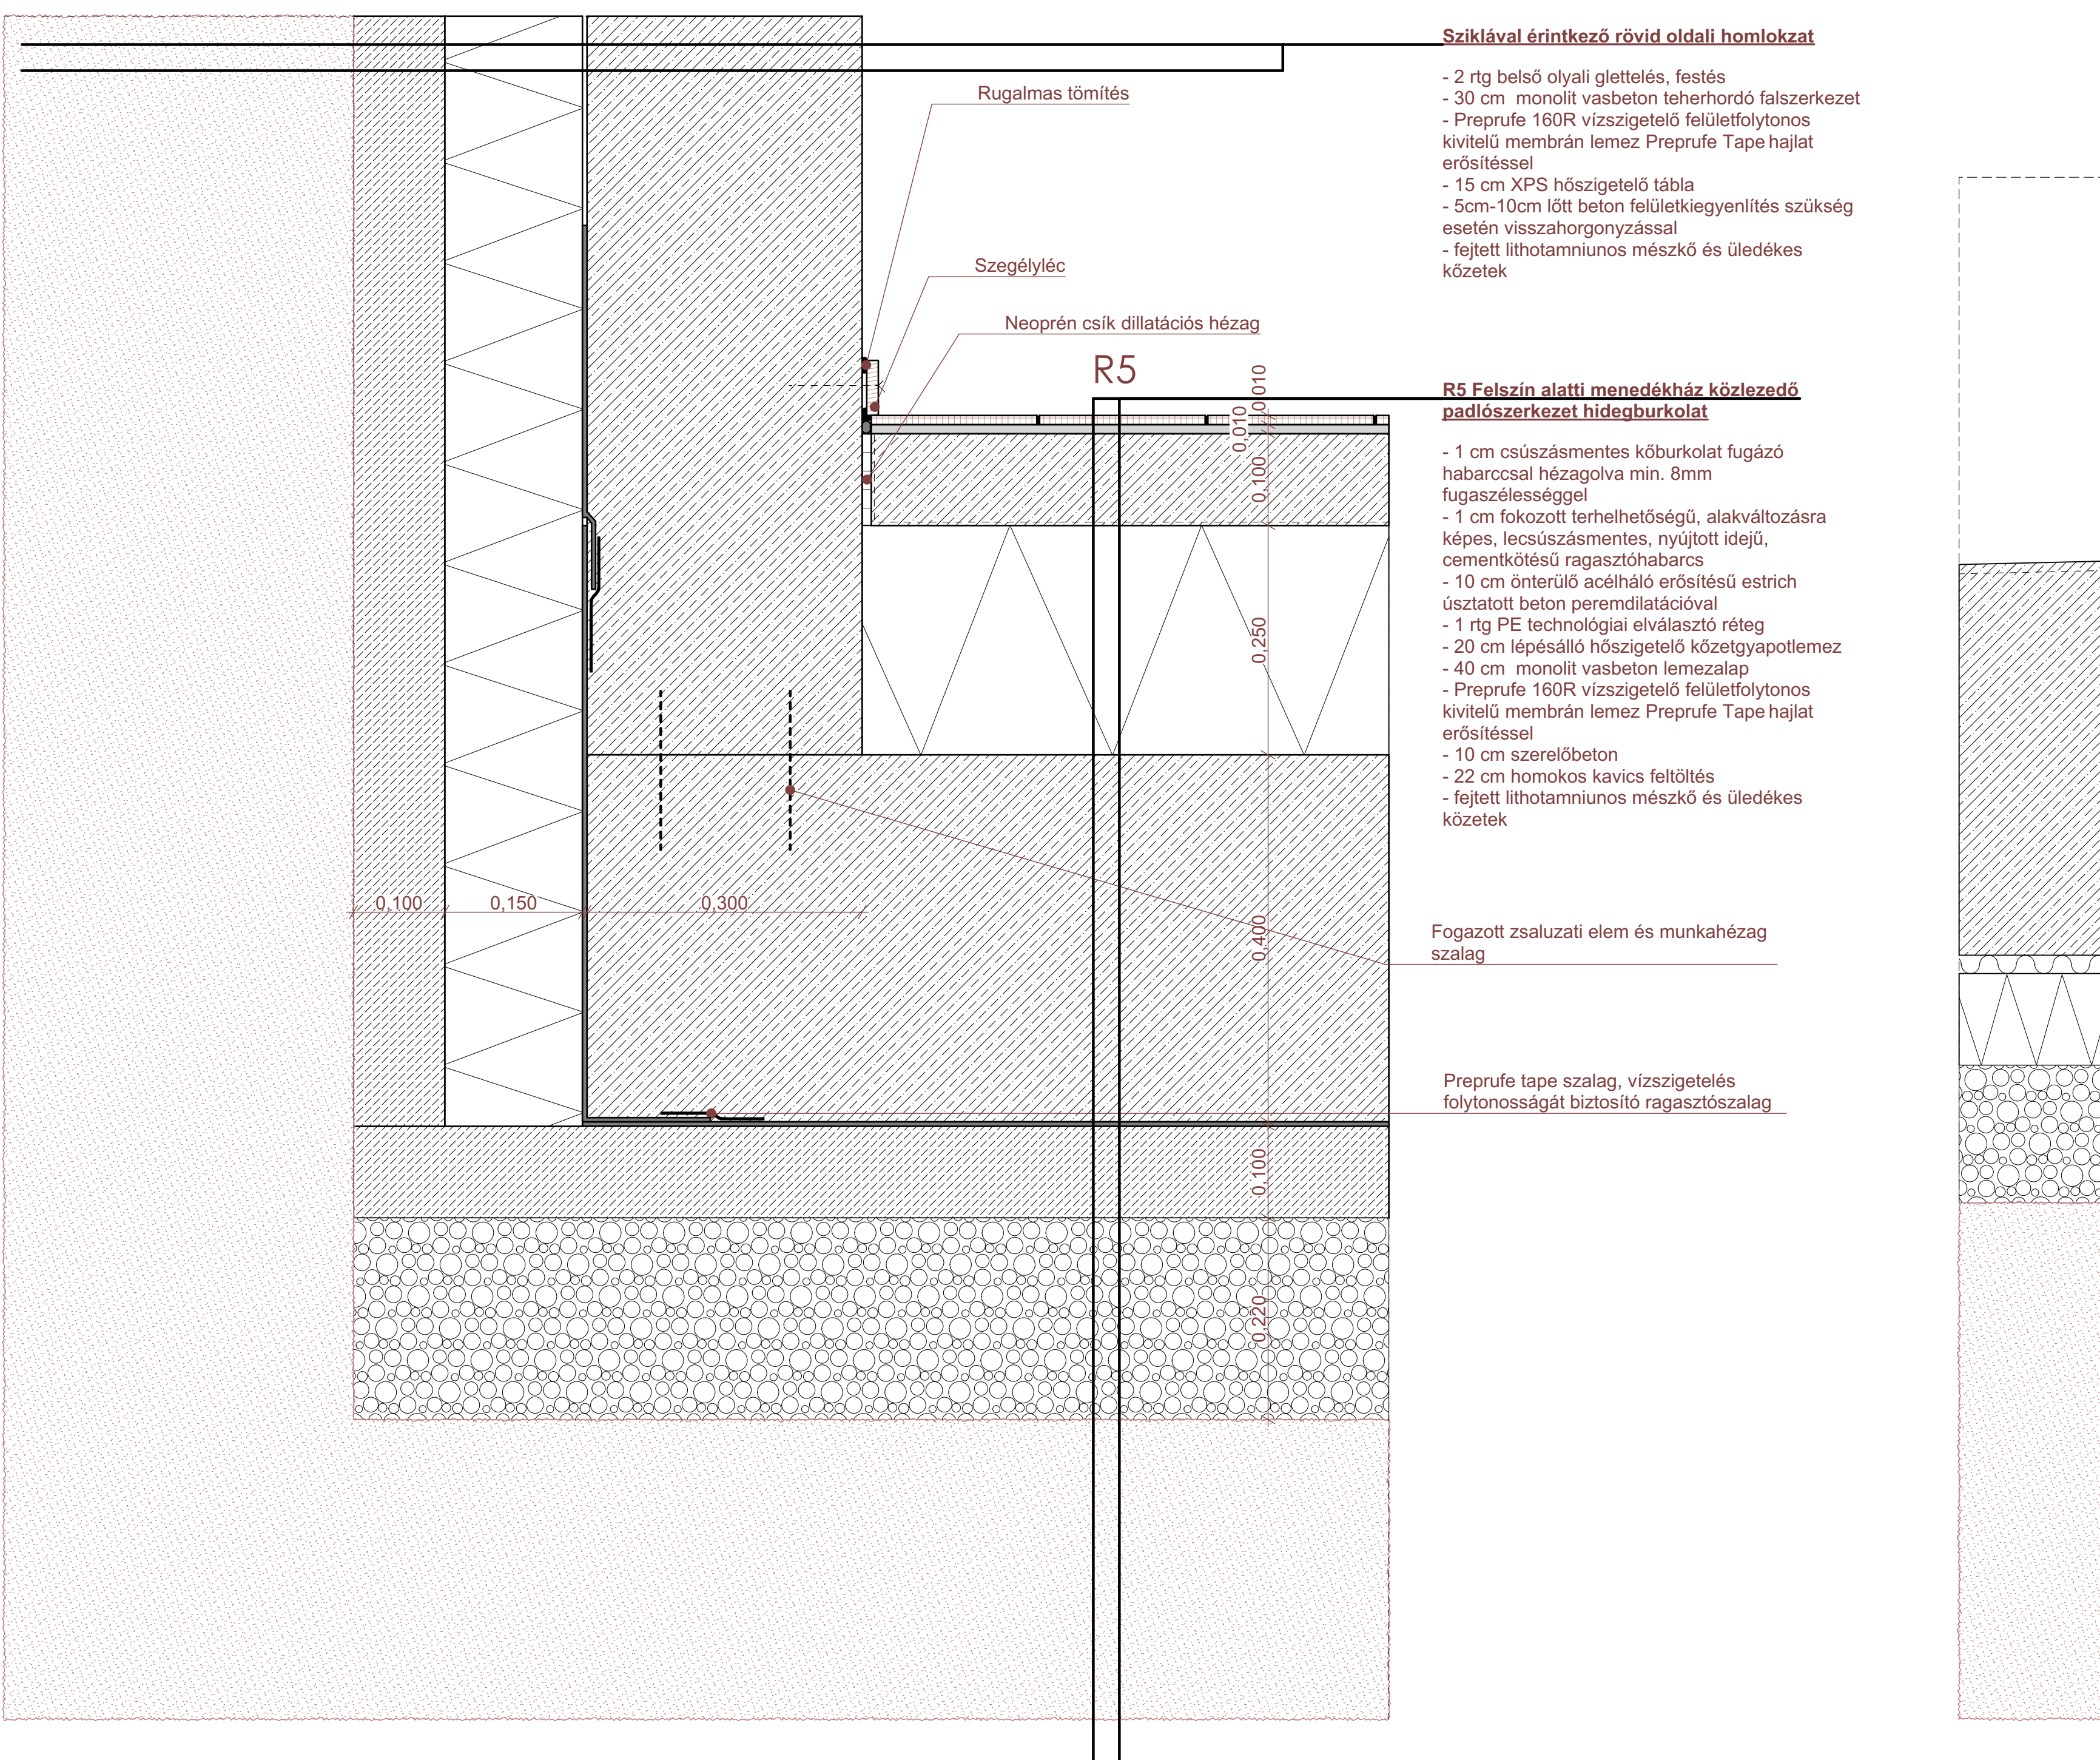 Sziklával érintkező rövid oldali homlokzat
- 2 rtg belső olyali glettelés, festés
- 30 cm  monolit vasbeton teherhordó falszerkezet
- Preprufe 160R vízszigetelő felületfolytonos
kivitelű membrán lemez Preprufe Tape hajlat
erősítéssel
- 15 cm XPS hőszigetelő tábla
- 5cm-10cm lőtt beton felületkiegyenlítés szükség
esetén visszahorgonyzással
- fejtett lithotamniunos mészkő és üledékes
kőzetek
Rugalmas tömítés
Szegélyléc
Neoprén csík dillatációs hézag
R5
R5 Felszín alatti menedékház közlezedő
padlószerkezet hidegburkolat
- 1 cm csúszásmentes kőburkolat fugázó
habarccsal hézagolva min. 8mm
fugaszélességgel
- 1 cm fokozott terhelhetőségű, alakváltozásra
képes, lecsúszásmentes, nyújtott idejű,
cementkötésű ragasztóhabarcs
- 10 cm önterülő acélháló erősítésű estrich
úsztatott beton peremdilatációval
- 1 rtg PE technológiai elválasztó réteg
- 20 cm lépésálló hőszigetelő kőzetgyapotlemez
- 40 cm  monolit vasbeton lemezalap
- Preprufe 160R vízszigetelő felületfolytonos
kivitelű membrán lemez Preprufe Tape hajlat
erősítéssel
- 10 cm szerelőbeton
- 22 cm homokos kavics feltöltés
- fejtett lithotamniunos mészkő és üledékes
közetek
0,010
0,010
0,100
0,250
0,400
0,100
0,220
0,100
0,150
0,300
Fogazott zsaluzati elem és munkahézag
szalag
Preprufe tape szalag, vízszigetelés
folytonosságát biztosító ragasztószalag